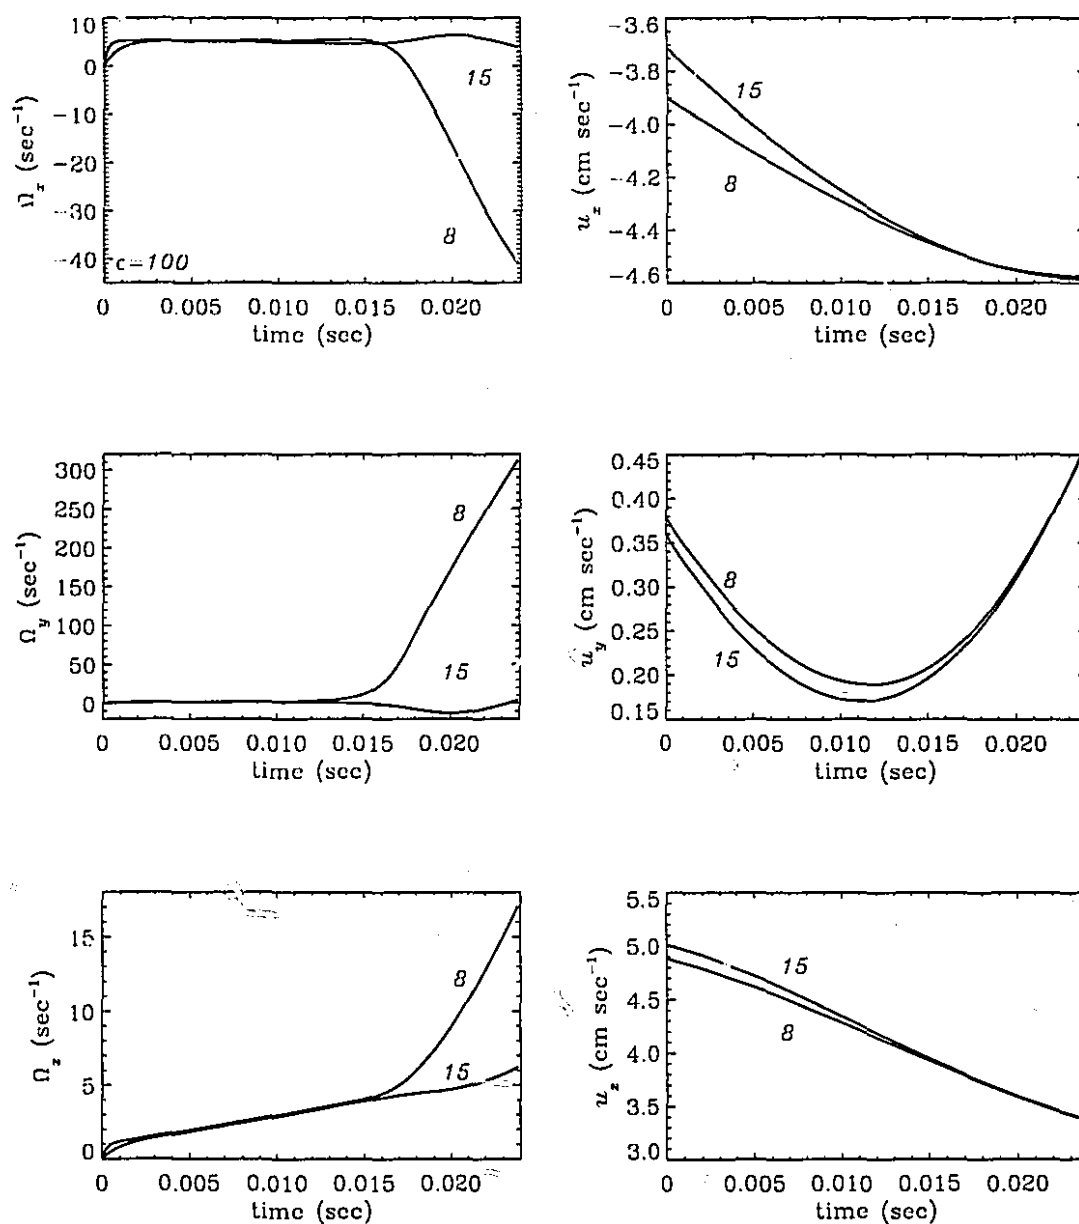 10
0
-10
-20
-30
-40
Ω_x (sec⁻¹)
15
8
c=100
0 0.005 0.010 0.015 0.020
time (sec)
-3.6
-3.8
-4.0
-4.2
-4.4
-4.6
u_x (cm sec⁻¹)
15
8
0 0.005 0.010 0.015 0.020
time (sec)
300
250
200
150
100
50
0
Ω_y (sec⁻¹)
8
15
0 0.005 0.010 0.015 0.020
time (sec)
0.45
0.40
0.35
0.30
0.25
0.20
0.15
u_y (cm sec⁻¹)
8
15
0 0.005 0.010 0.015 0.020
time (sec)
15
10
5
0
Ω_z (sec⁻¹)
8
15
0 0.005 0.010 0.015 0.020
time (sec)
5.5
5.0
4.5
4.0
3.5
3.0
u_z (cm sec⁻¹)
15
8
0 0.005 0.010 0.015 0.020
time (sec)